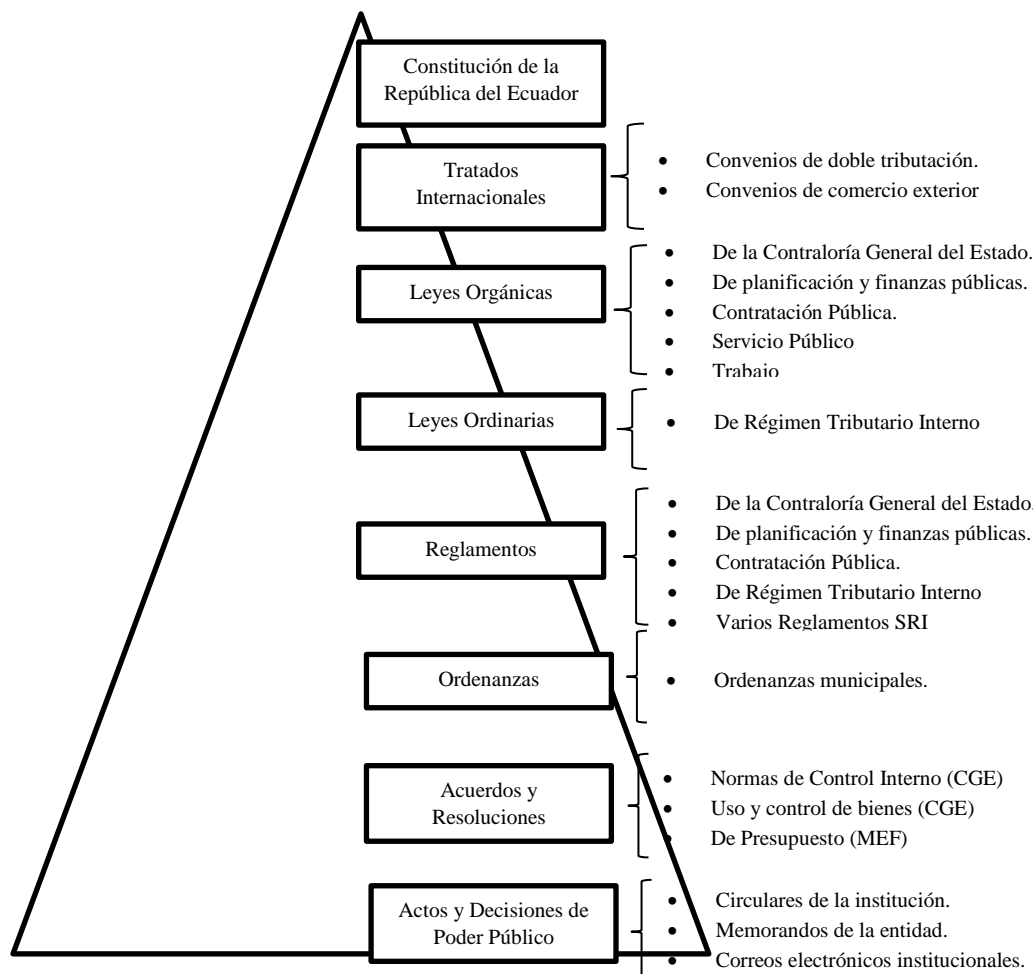 Constitución de la
República del Ecuador
Tratados
Internacionales
• Convenios de doble tributación.
• Convenios de comercio exterior
Leyes Orgánicas
• De la Contraloría General del Estado.
• De planificación y finanzas públicas.
• Contratación Pública.
• Servicio Público
• Trabajo
Leyes Ordinarias
• De Régimen Tributario Interno
Reglamentos
• De la Contraloría General del Estado.
• De planificación y finanzas públicas.
• Contratación Pública.
• De Régimen Tributario Interno
• Varios Reglamentos SRI
Ordenanzas
• Ordenanzas municipales.
Acuerdos y
Resoluciones
• Normas de Control Interno (CGE)
• Uso y control de bienes (CGE)
• De Presupuesto (MEF)
Actos y Decisiones de
Poder Público
• Circulares de la institución.
• Memorandos de la entidad.
• Correos electrónicos institucionales.